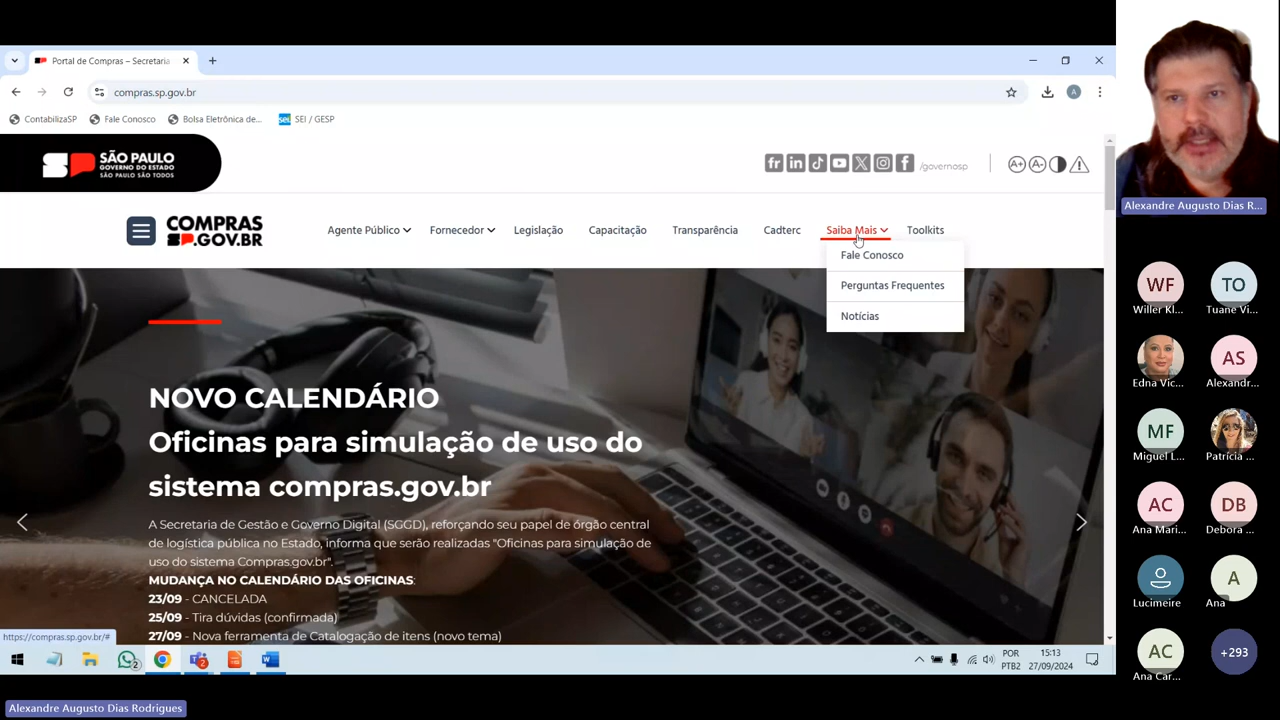 Portal de Compras – Secretaria
compras.sp.gov.br
ContabilizaSP
Fale Conosco
Bolsa Eletrônica de...
sei.
SEI / GESP
SÃO PAULO
GOVERNO DO ESTADO
SÃO PAULO SÃO TODOS
/governosp
A+
A-
COMPRAS
SP.GOV.BR
Agente Público
Fornecedor
Legislação
Capacitação
Transparência
Cadterc
Saiba Mais
Toolkits
Fale Conosco
Perguntas Frequentes
Notícias
NOVO CALENDÁRIO
Oficinas para simulação de uso do
sistema compras.gov.br
A Secretaria de Gestão e Governo Digital (SGGD), reforçando seu papel de órgão central
de logística pública no Estado, informa que serão realizadas "Oficinas para simulação de
uso do sistema Compras.gov.br".
MUDANÇA NO CALENDÁRIO DAS OFICINAS:
23/09 - CANCELADA
25/09 - Tira dúvidas (confirmada)
27/09 - Nova ferramenta de Catalogação de itens (novo tema)
https://compras.sp.gov.br/#
POR
PTB2
15:13
27/09/2024
Alexandre Augusto Dias Rodrigues
Alexandre Augusto Dias R...
WF
Willer Kl...
TO
Tuane Vi...
Edna Vic...
AS
Alexandr...
MF
Miguel L...
Patrícia ...
AC
Ana Mari...
DB
Debora ...
Lucimeire
A
Ana
AC
Ana Car...
+293